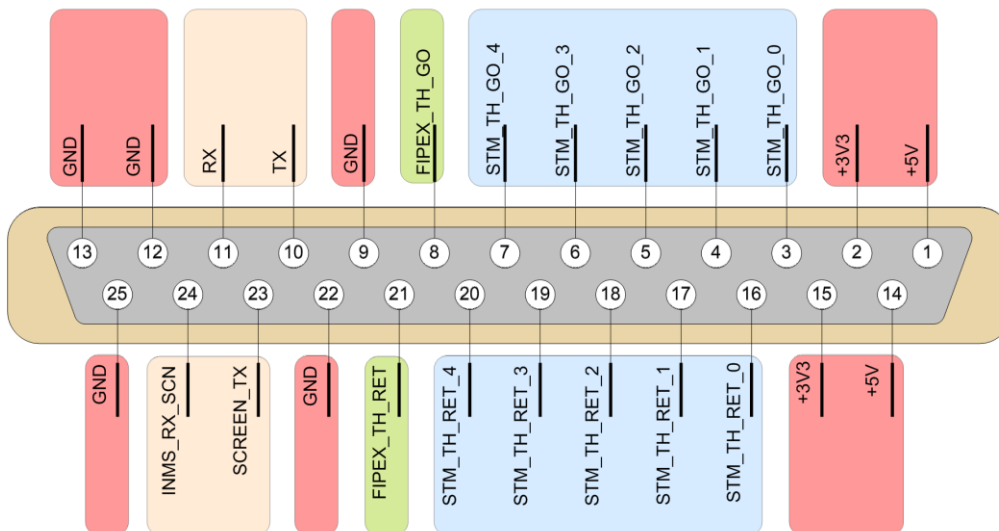 GND
GND
RX
TX
GND
FIPEX_TH_GO
STM_TH_GO_4
STM_TH_GO_3
STM_TH_GO_2
STM_TH_GO_1
STM_TH_GO_0
+3V3
+5V
13 12 11 10 9 8 7 6 5 4 3 2 1
25 24 23 22 21 20 19 18 17 16 15 14
GND
INMS_RX_SCN
SCREEN_TX
GND
FIPEX_TH_RET
STM_TH_RET_4
STM_TH_RET_3
STM_TH_RET_2
STM_TH_RET_1
STM_TH_RET_0
+3V3
+5V